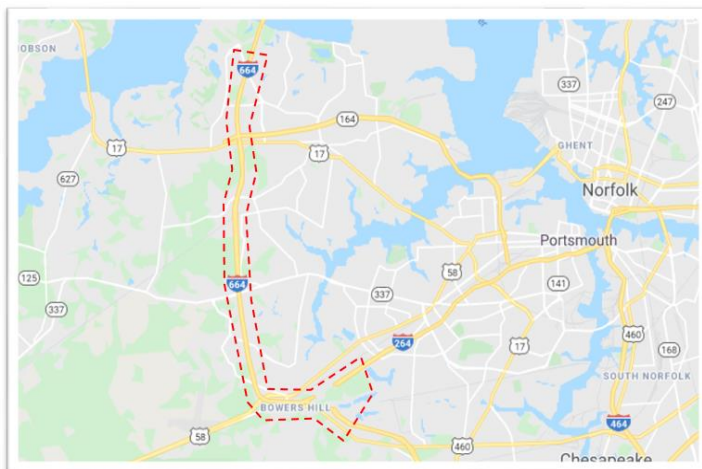 OBSON
664
337
247
164
GHENT
17
17
627
Norfolk
Portsmouth
58
125
664
337
337
141
264
17
460
168
SOUTH NORFOLK
BOWERS HILL
58
460
464
Chesapeake